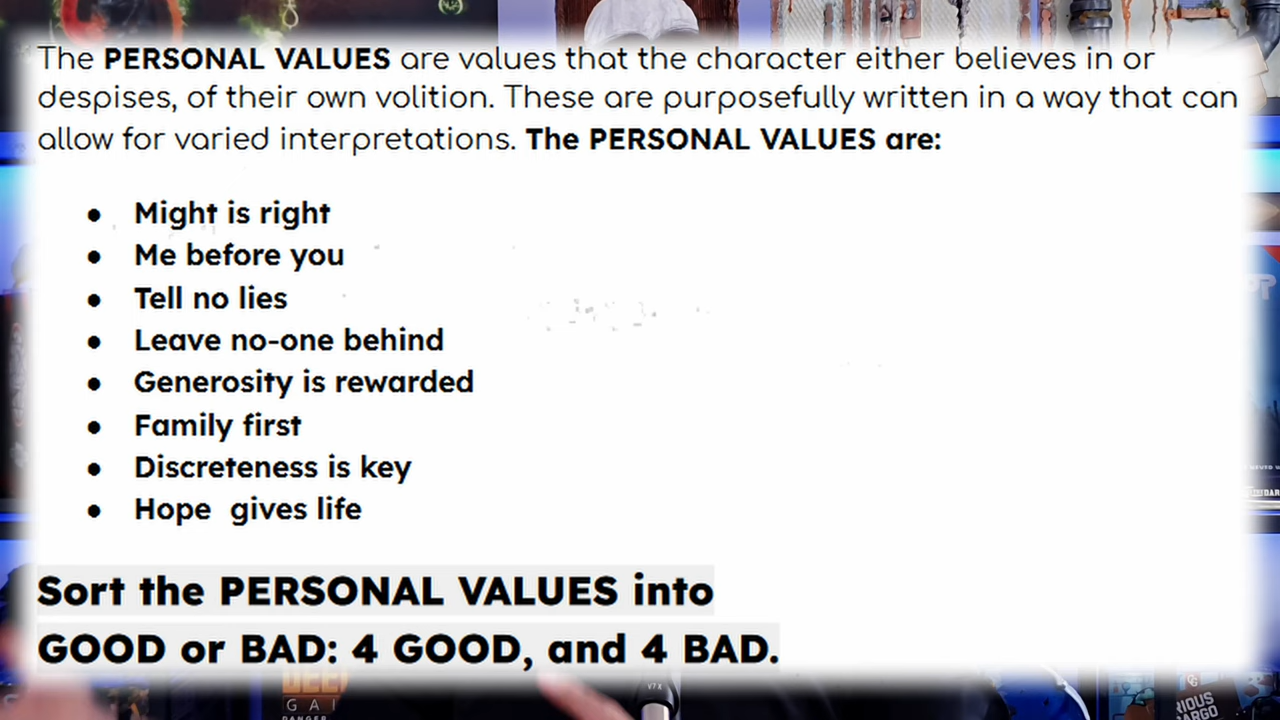 The PERSONAL VALUES are values that the character either believes in or
despises, of their own volition. These are purposefully written in a way that can
allow for varied interpretations. The PERSONAL VALUES are:
● Might is right
● Me before you
● Tell no lies
● Leave no-one behind
● Generosity is rewarded
● Family first
● Discreteness is key
● Hope  gives life
Sort the PERSONAL VALUES into
GOOD or BAD: 4 GOOD, and 4 BAD.
GAI
V7X